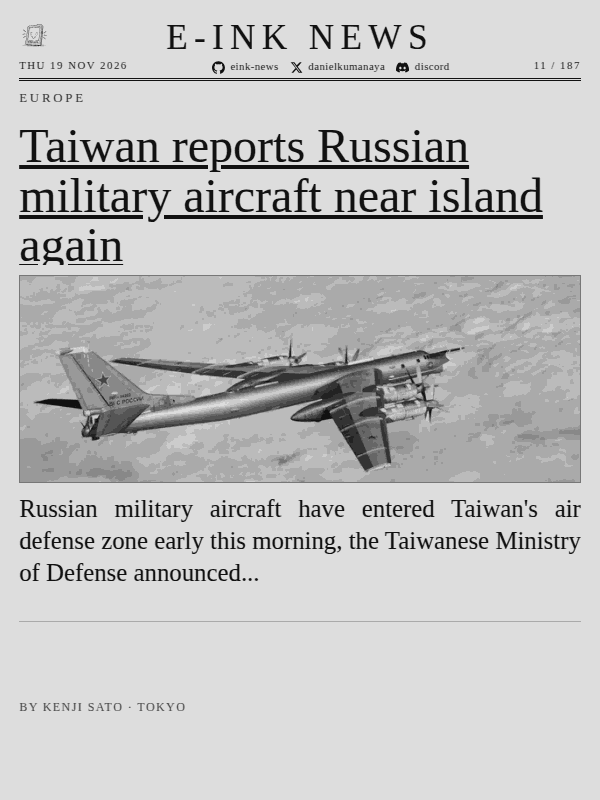 E-INK NEWS
THU 19 NOV 2026
eink-news
danielkumanaya
discord
11 / 187
EUROPE
Taiwan reports Russian
military aircraft near island
again
Russian military aircraft have entered Taiwan's air
defense zone early this morning, the Taiwanese Ministry
of Defense announced...
BY KENJI SATO · TOKYO